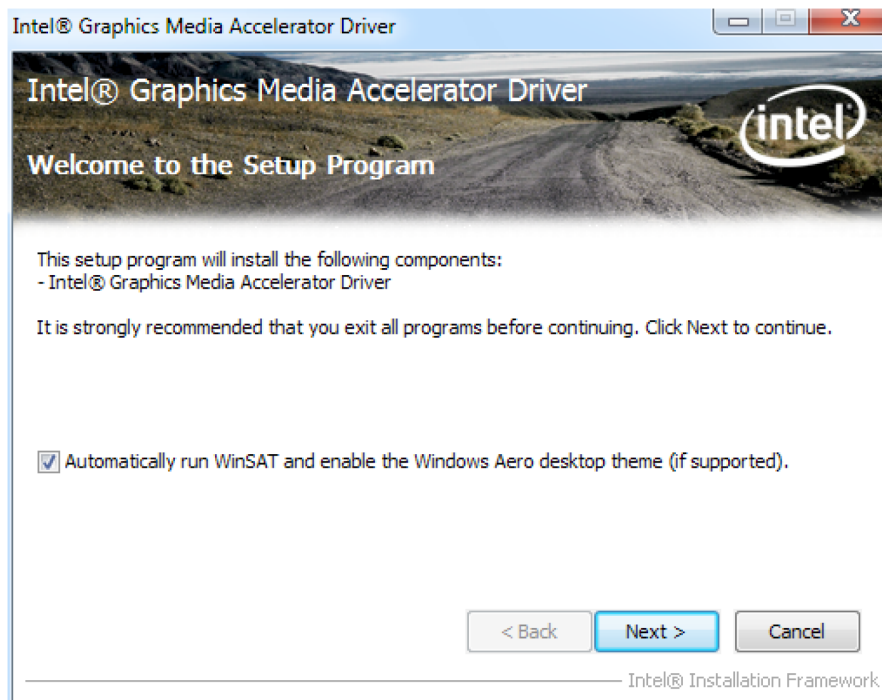 Intel® Graphics Media Accelerator Driver
Intel® Graphics Media Accelerator Driver
intel
Welcome to the Setup Program
This setup program will install the following components:
- Intel® Graphics Media Accelerator Driver
It is strongly recommended that you exit all programs before continuing. Click Next to continue.
Automatically run WinSAT and enable the Windows Aero desktop theme (if supported).
< Back Next > Cancel
Intel® Installation Framework